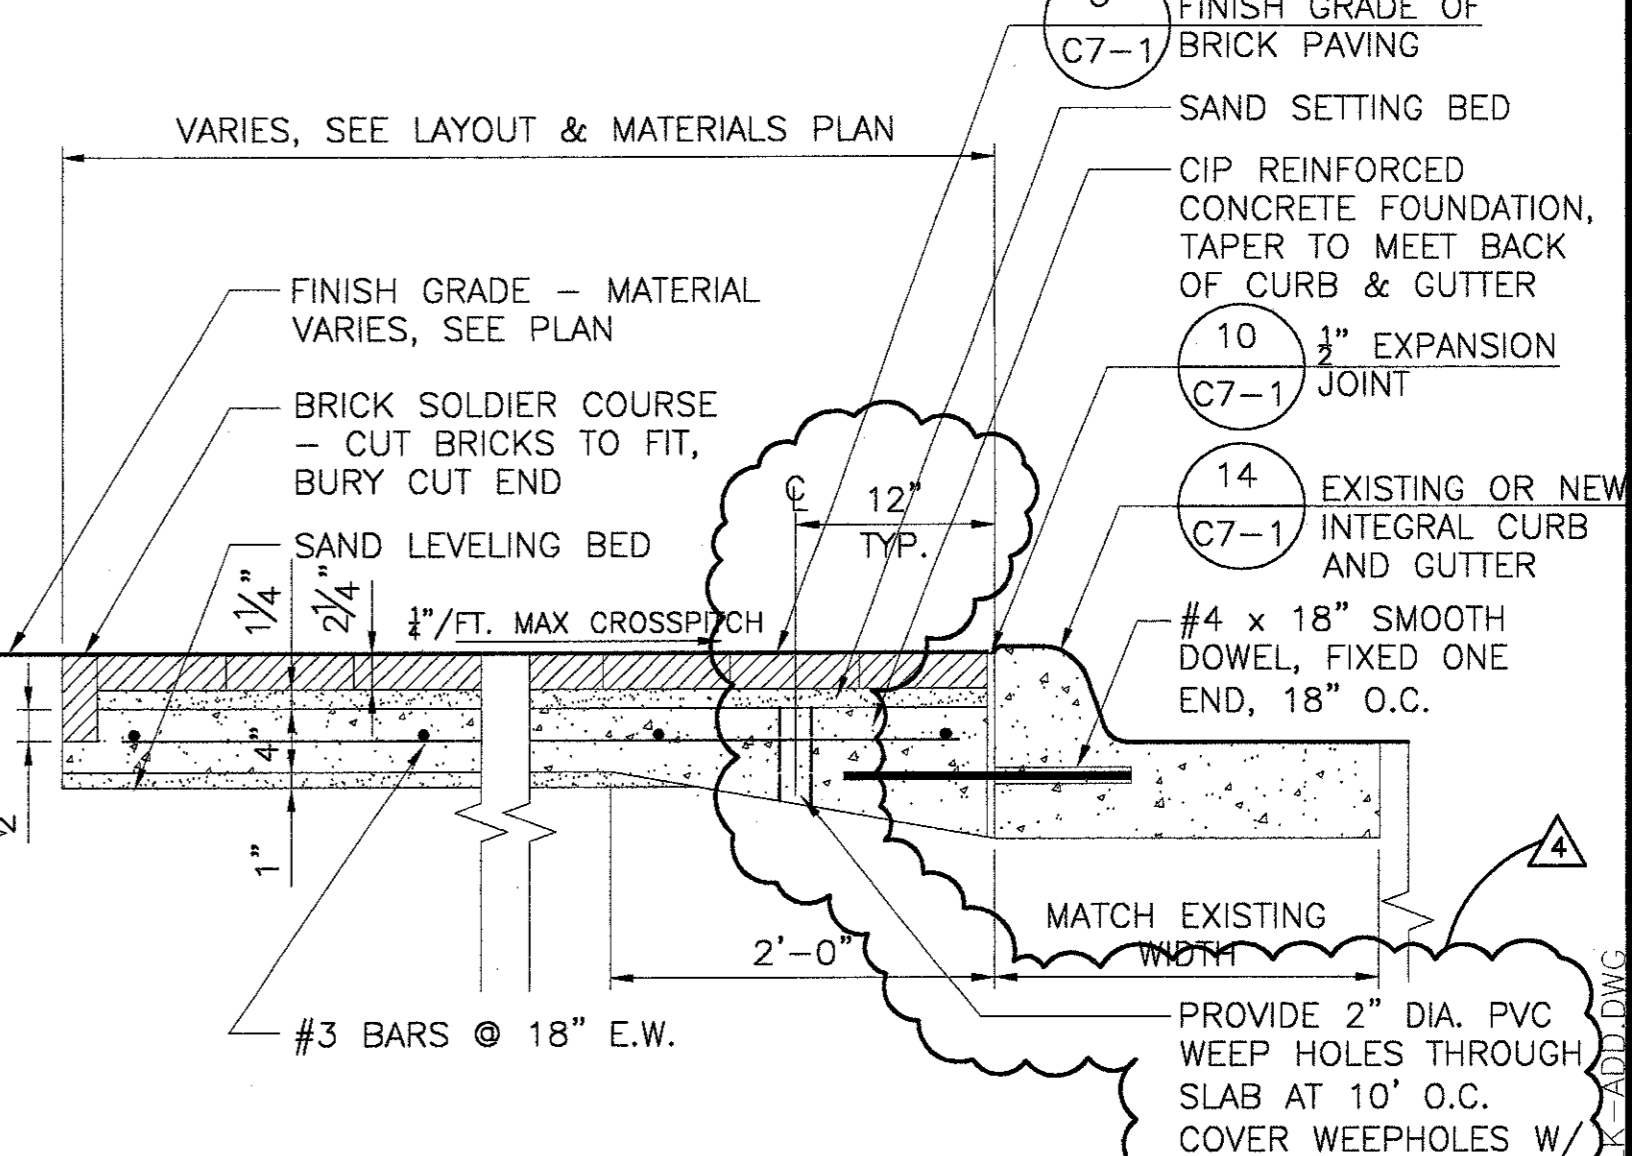 FINISH GRADE OF
C7-1
BRICK PAVING
SAND SETTING BED
VARIES, SEE LAYOUT & MATERIALS PLAN
CIP REINFORCED
CONCRETE FOUNDATION,
TAPER TO MEET BACK
OF CURB & GUTTER
FINISH GRADE – MATERIAL
VARIES, SEE PLAN
10
C7-1
½" EXPANSION
JOINT
BRICK SOLDIER COURSE
– CUT BRICKS TO FIT,
BURY CUT END
14
C7-1
EXISTING OR NEW
INTEGRAL CURB
AND GUTTER
℄
12"
TYP.
SAND LEVELING BED
1¼"
2¼"
¼"/FT. MAX CROSSPITCH
#4 x 18" SMOOTH
DOWEL, FIXED ONE
END, 18" O.C.
4"
1"
4
MATCH EXISTING
WIDTH
2'-0"
#3 BARS @ 18" E.W.
PROVIDE 2" DIA. PVC
WEEP HOLES THROUGH
SLAB AT 10' O.C.
COVER WEEPHOLES W/
K-ADD.DWG